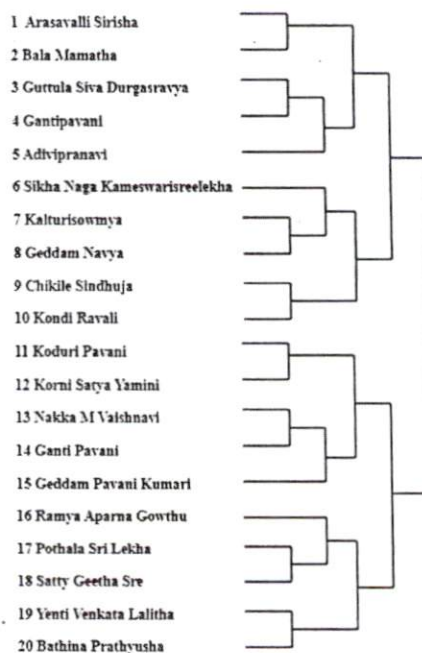 1 Arasavalli Sirisha
2 Bala Mamatha
3 Guttula Siva Durgasravya
4 Gantipavani
5 Adivipranavi
6 Sikha Naga Kameswarisreelekha
7 Kalturisowmya
8 Geddam Navya
9 Chikile Sindhuja
10 Kondi Ravali
11 Koduri Pavani
12 Korni Satya Yamini
13 Nakka M Vaishnavi
14 Ganti Pavani
15 Geddam Pavani Kumari
16 Ramya Aparna Gowthu
17 Pothala Sri Lekha
18 Satty Geetha Sre
19 Yenti Venkata Lalitha
20 Bathina Prathyusha